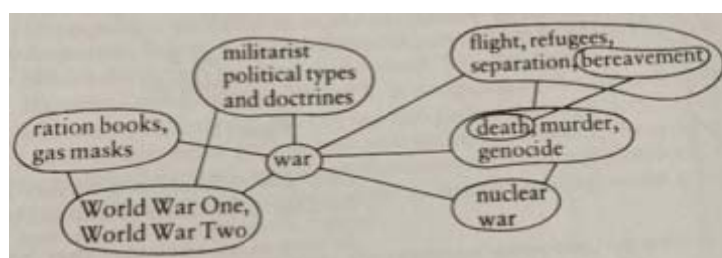 militarist
political types
and doctrines
flight, refugees,
separation, bereavement
ration books,
gas masks
war
death, murder,
genocide
World War One,
World War Two
nuclear
war